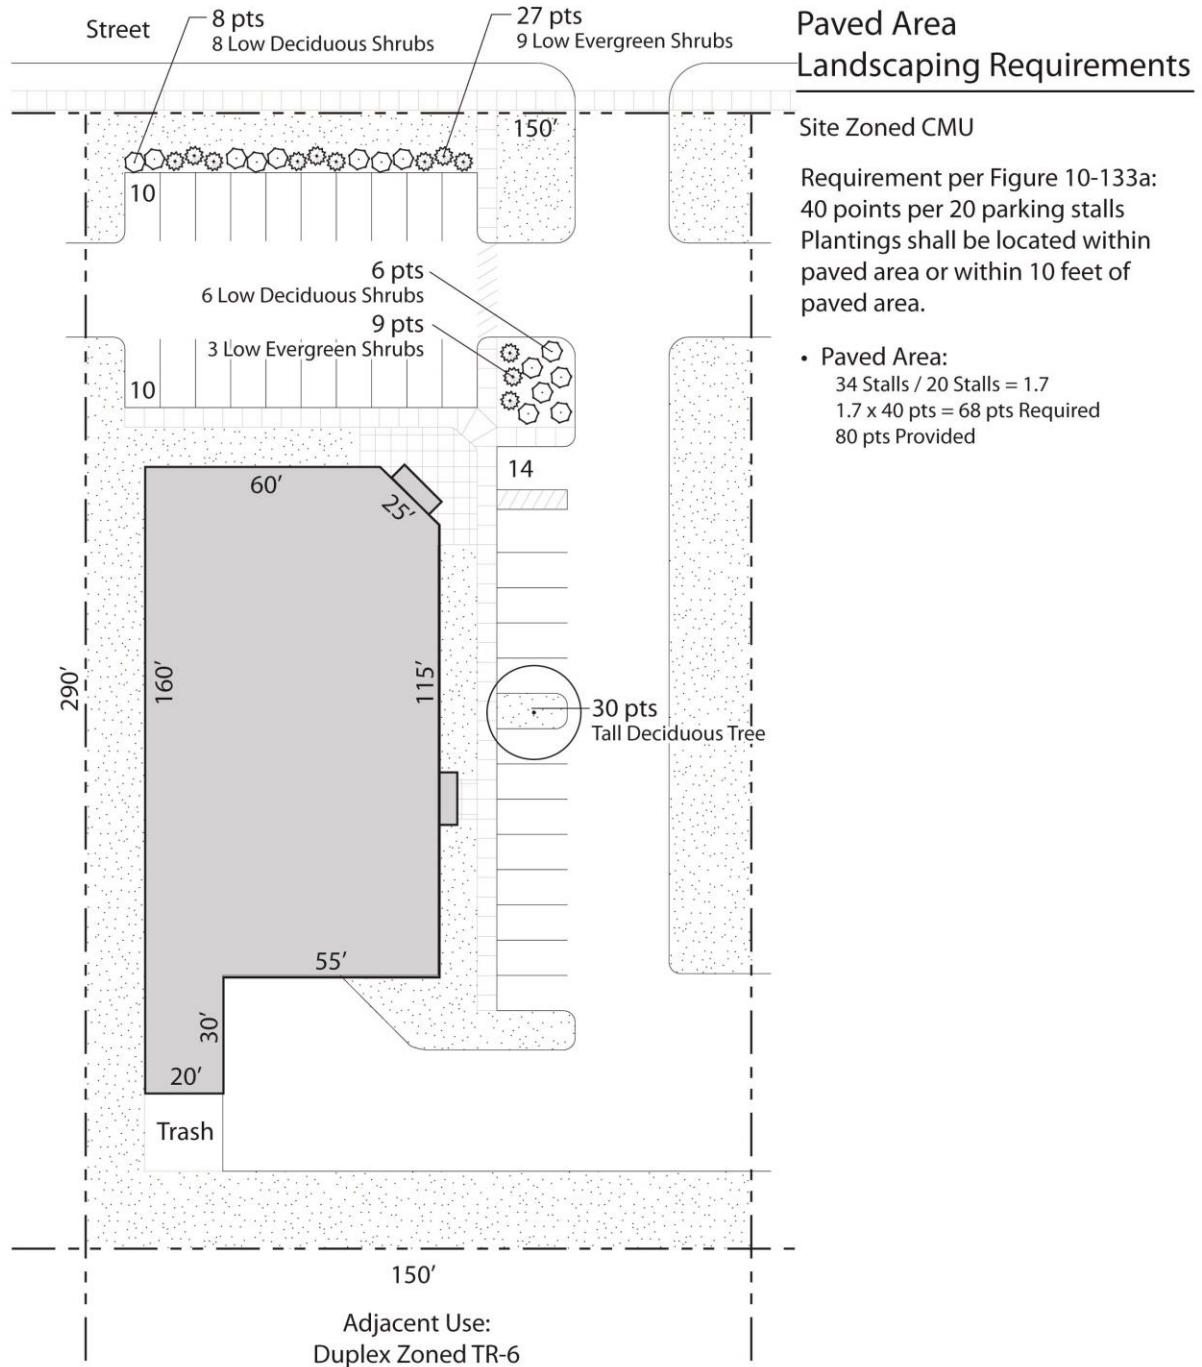 Street
8 pts
8 Low Deciduous Shrubs
27 pts
9 Low Evergreen Shrubs
Paved Area
Landscaping Requirements
Site Zoned CMU
Requirement per Figure 10-133a:
40 points per 20 parking stalls
Plantings shall be located within
paved area or within 10 feet of
paved area.
• Paved Area:
34 Stalls / 20 Stalls = 1.7
1.7 x 40 pts = 68 pts Required
80 pts Provided
150’
10
6 pts
6 Low Deciduous Shrubs
9 pts
3 Low Evergreen Shrubs
10
14
60’
25’
290’
160’
115’
30 pts
Tall Deciduous Tree
55’
30’
20’
Trash
150’
Adjacent Use:
Duplex Zoned TR-6